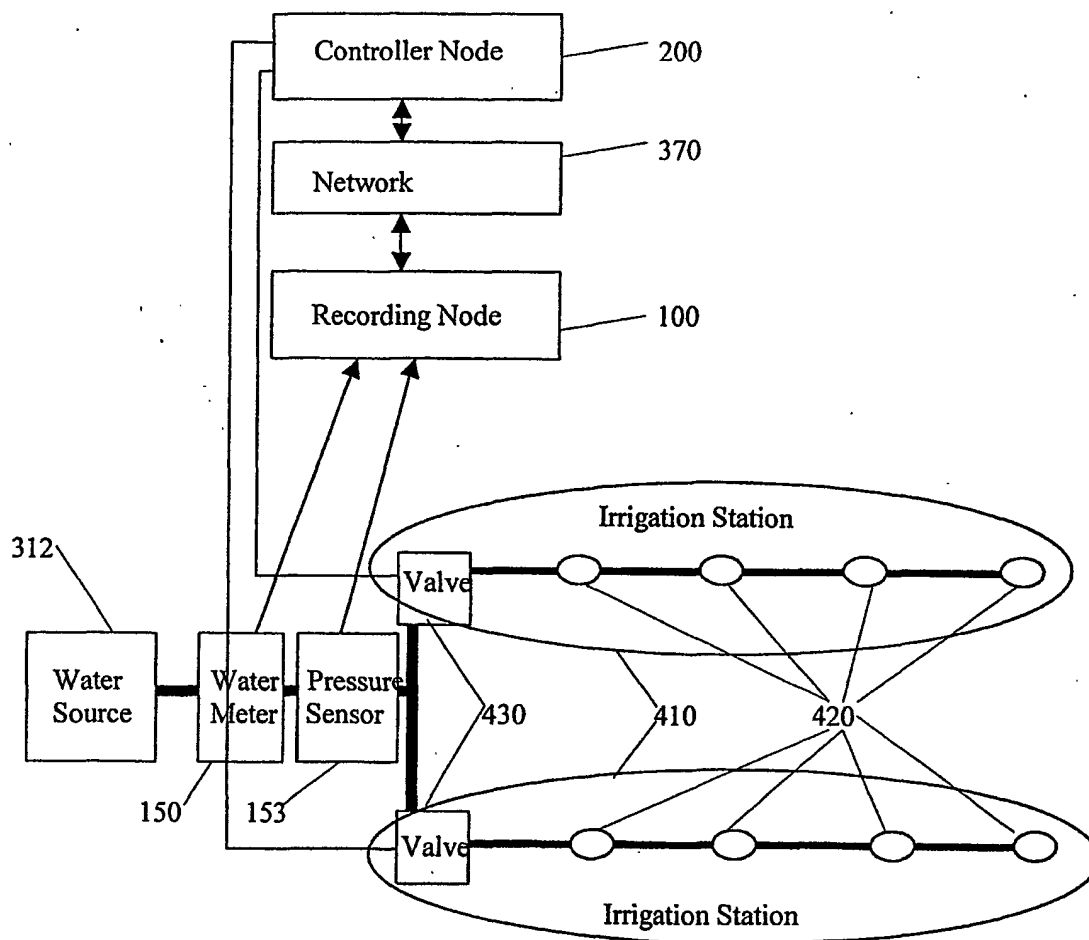 Controller Node
200
370
Network
Recording Node
100
Irrigation Station
312
Valve
Water
Source
Water
Meter
Pressure
Sensor
430
410
420
150
153
Valve
Irrigation Station